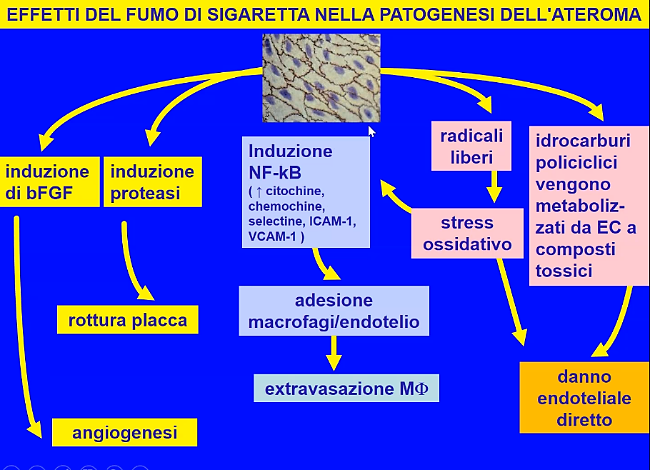 EFFETTI DEL FUMO DI SIGARETTA NELLA PATOGENESI DELL'ATEROMA
induzione
di bFGF
induzione
proteasi
Induzione
NF-kB
( ↑ citochine,
chemochine,
selectine, ICAM-1,
VCAM-1 )
radicali
liberi
idrocarburi
policiclici
vengono
metaboliz-
zati da EC a
composti
tossici
stress
ossidativo
rottura placca
adesione
macrofagi/endotelio
extravasazione MΦ
danno
endoteliale
diretto
angiogenesi